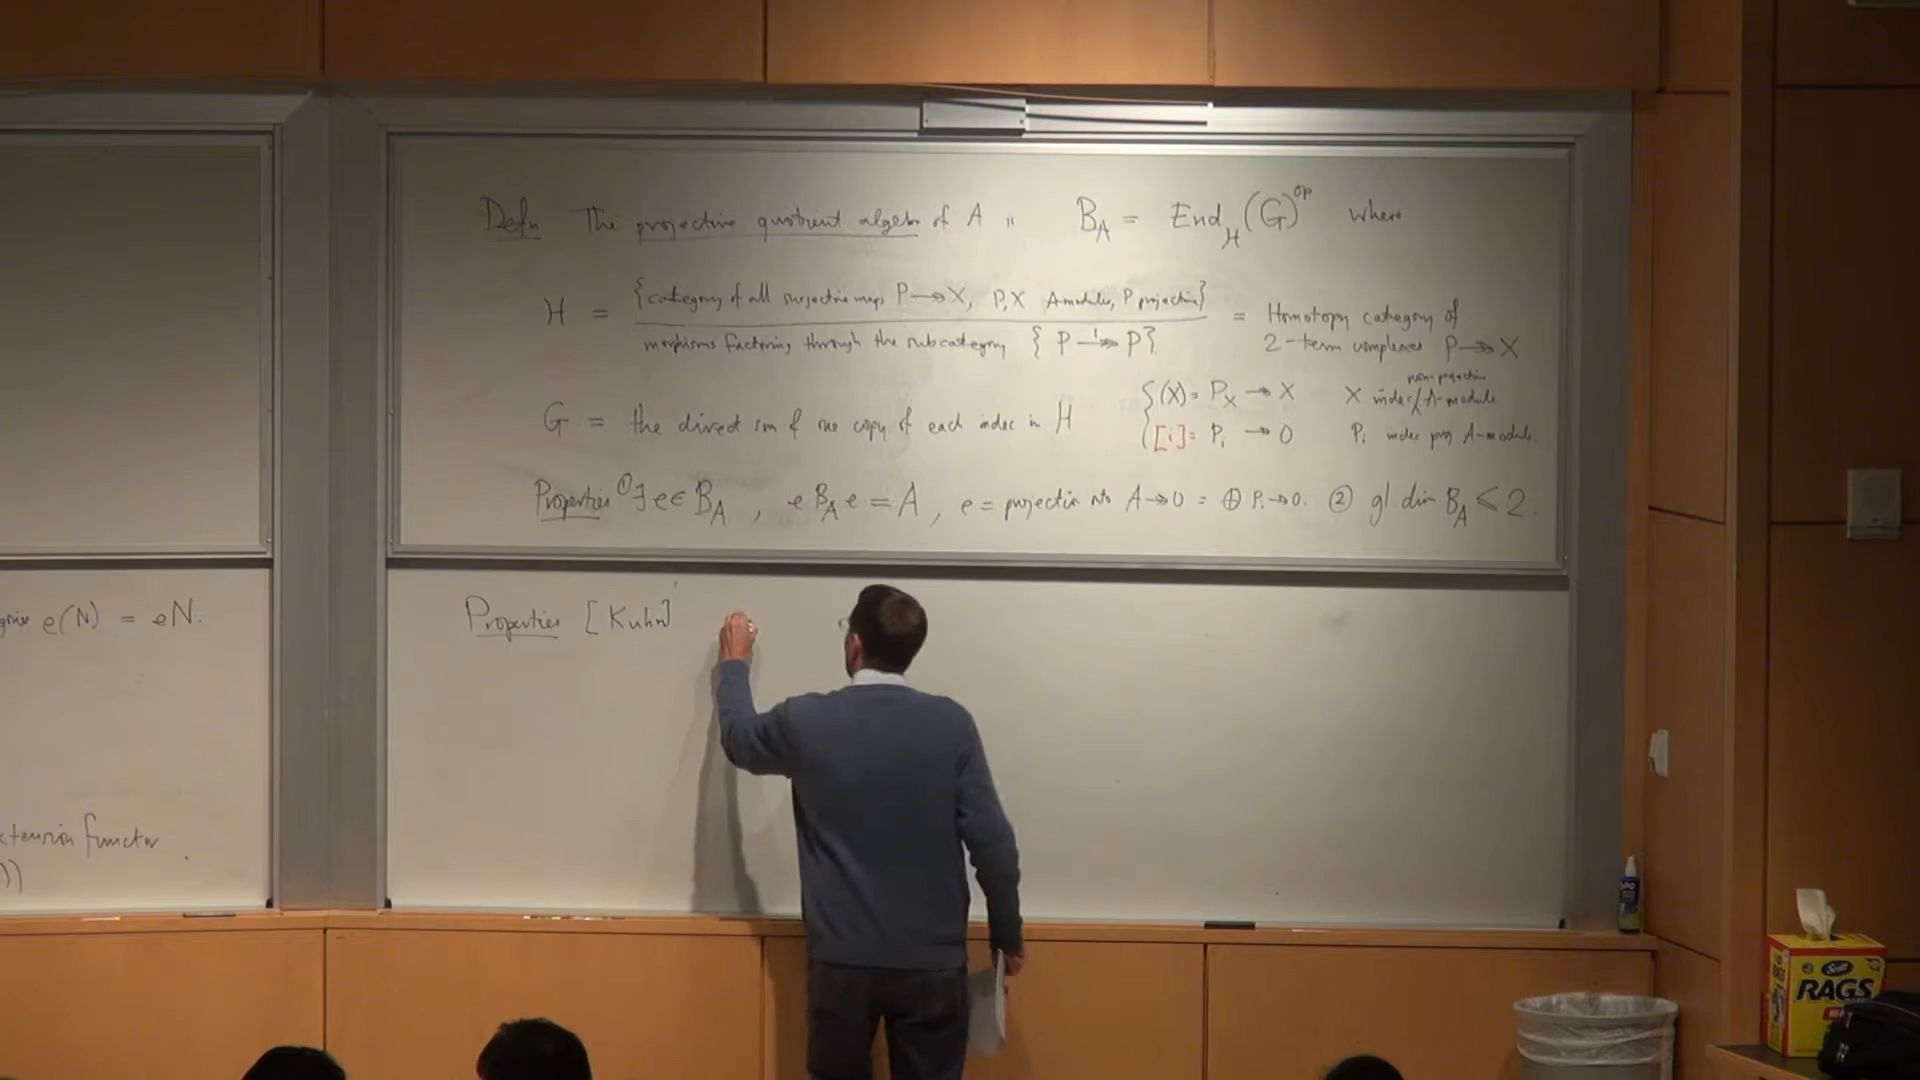 Defn The projective quotient algebra of A is B_A = End_H(G)^op where
H = {category of all surjective maps P ↠ X, P, X A-modules, P projective} / morphisms factoring through the subcategory {P —1↠ P} = Homotopy category of 2-term complexes P ↠ X
G = the direct sum of one copy of each indec in H
(X) = P_X ↠ X X indec non-projective A-module
[i] = P_i ↠ 0 P_i indec proj A-module.
Properties ① ∃ e ∈ B_A, e B_A e = A, e = projection onto A ↠ 0 = ⊕ P_i ↠ 0. ② gl. dim B_A ⩽ 2.
e(N) = eN.
Properties [Kuhn]
functor
Scott
RAGS